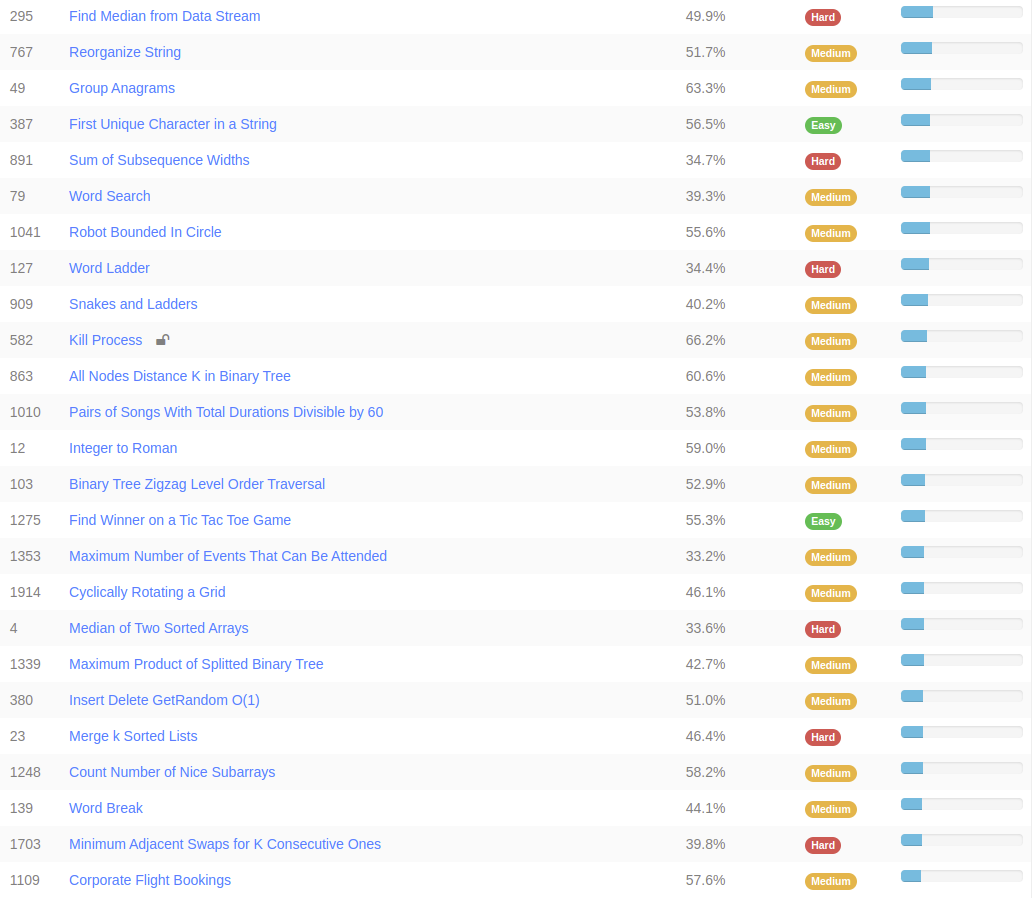 295 Find Median from Data Stream 49.9% Hard
767 Reorganize String 51.7% Medium
49 Group Anagrams 63.3% Medium
387 First Unique Character in a String 56.5% Easy
891 Sum of Subsequence Widths 34.7% Hard
79 Word Search 39.3% Medium
1041 Robot Bounded In Circle 55.6% Medium
127 Word Ladder 34.4% Hard
909 Snakes and Ladders 40.2% Medium
582 Kill Process 66.2% Medium
863 All Nodes Distance K in Binary Tree 60.6% Medium
1010 Pairs of Songs With Total Durations Divisible by 60 53.8% Medium
12 Integer to Roman 59.0% Medium
103 Binary Tree Zigzag Level Order Traversal 52.9% Medium
1275 Find Winner on a Tic Tac Toe Game 55.3% Easy
1353 Maximum Number of Events That Can Be Attended 33.2% Medium
1914 Cyclically Rotating a Grid 46.1% Medium
4 Median of Two Sorted Arrays 33.6% Hard
1339 Maximum Product of Splitted Binary Tree 42.7% Medium
380 Insert Delete GetRandom O(1) 51.0% Medium
23 Merge k Sorted Lists 46.4% Hard
1248 Count Number of Nice Subarrays 58.2% Medium
139 Word Break 44.1% Medium
1703 Minimum Adjacent Swaps for K Consecutive Ones 39.8% Hard
1109 Corporate Flight Bookings 57.6% Medium